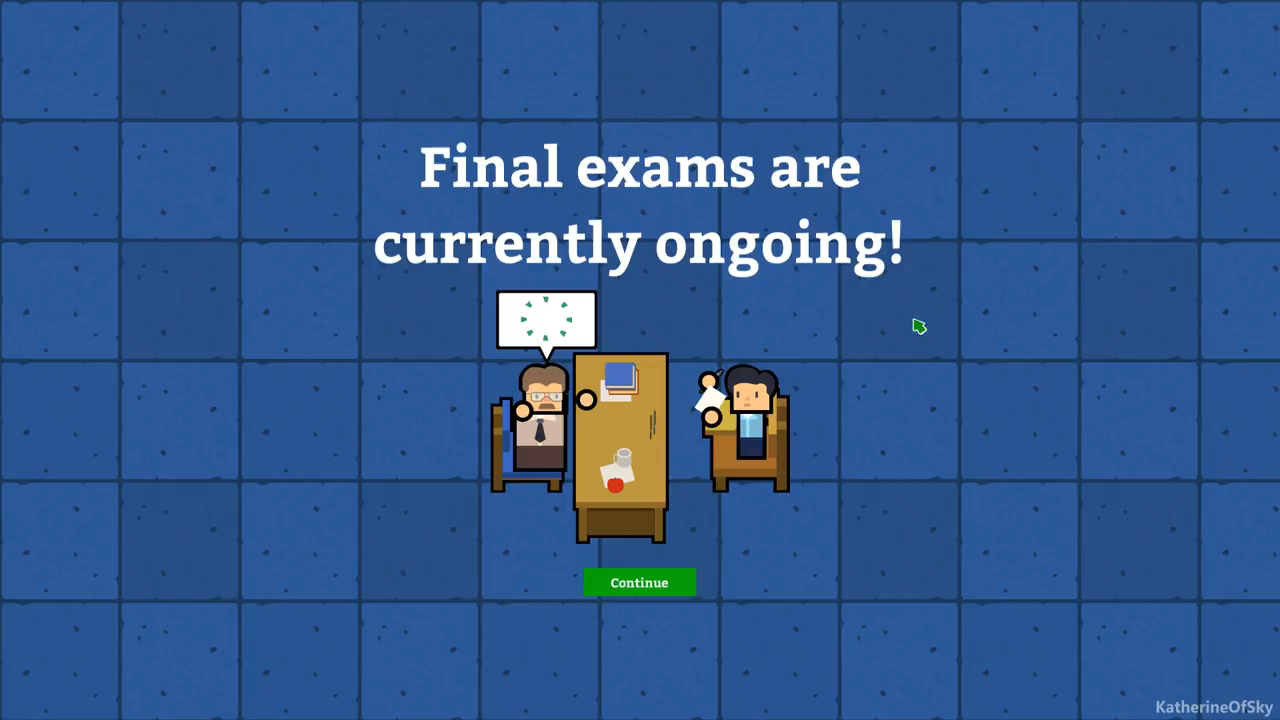 Final exams are
currently ongoing!
Continue
KatherineOfSky